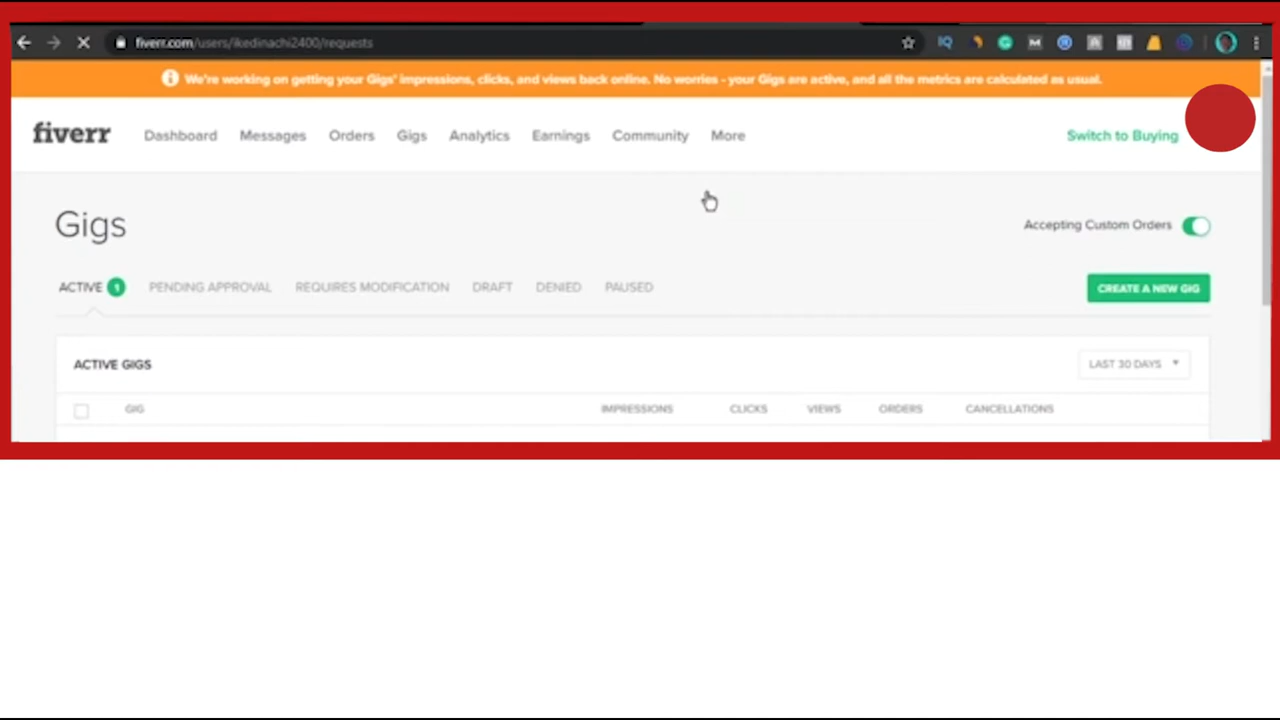 fiverr.com/users/ikedinachi2400/requests
We're working on getting your Gigs' impressions, clicks, and views back online. No worries - your Gigs are active, and all the metrics are calculated as usual.
fiverr Dashboard Messages Orders Gigs Analytics Earnings Community More Switch to Buying
Gigs Accepting Custom Orders
ACTIVE 1 PENDING APPROVAL REQUIRES MODIFICATION DRAFT DENIED PAUSED CREATE A NEW GIG
ACTIVE GIGS LAST 30 DAYS
GIG IMPRESSIONS CLICKS VIEWS ORDERS CANCELLATIONS